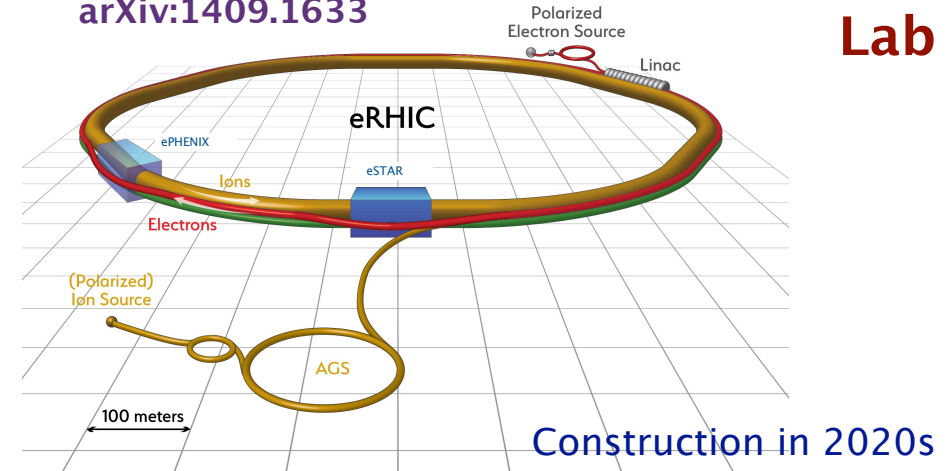 arXiv:1409.1633
Lab
Polarized
Electron Source
Linac
eRHIC
ePHENIX
eSTAR
Ions
Electrons
(Polarized)
Ion Source
AGS
100 meters
Construction in 2020s